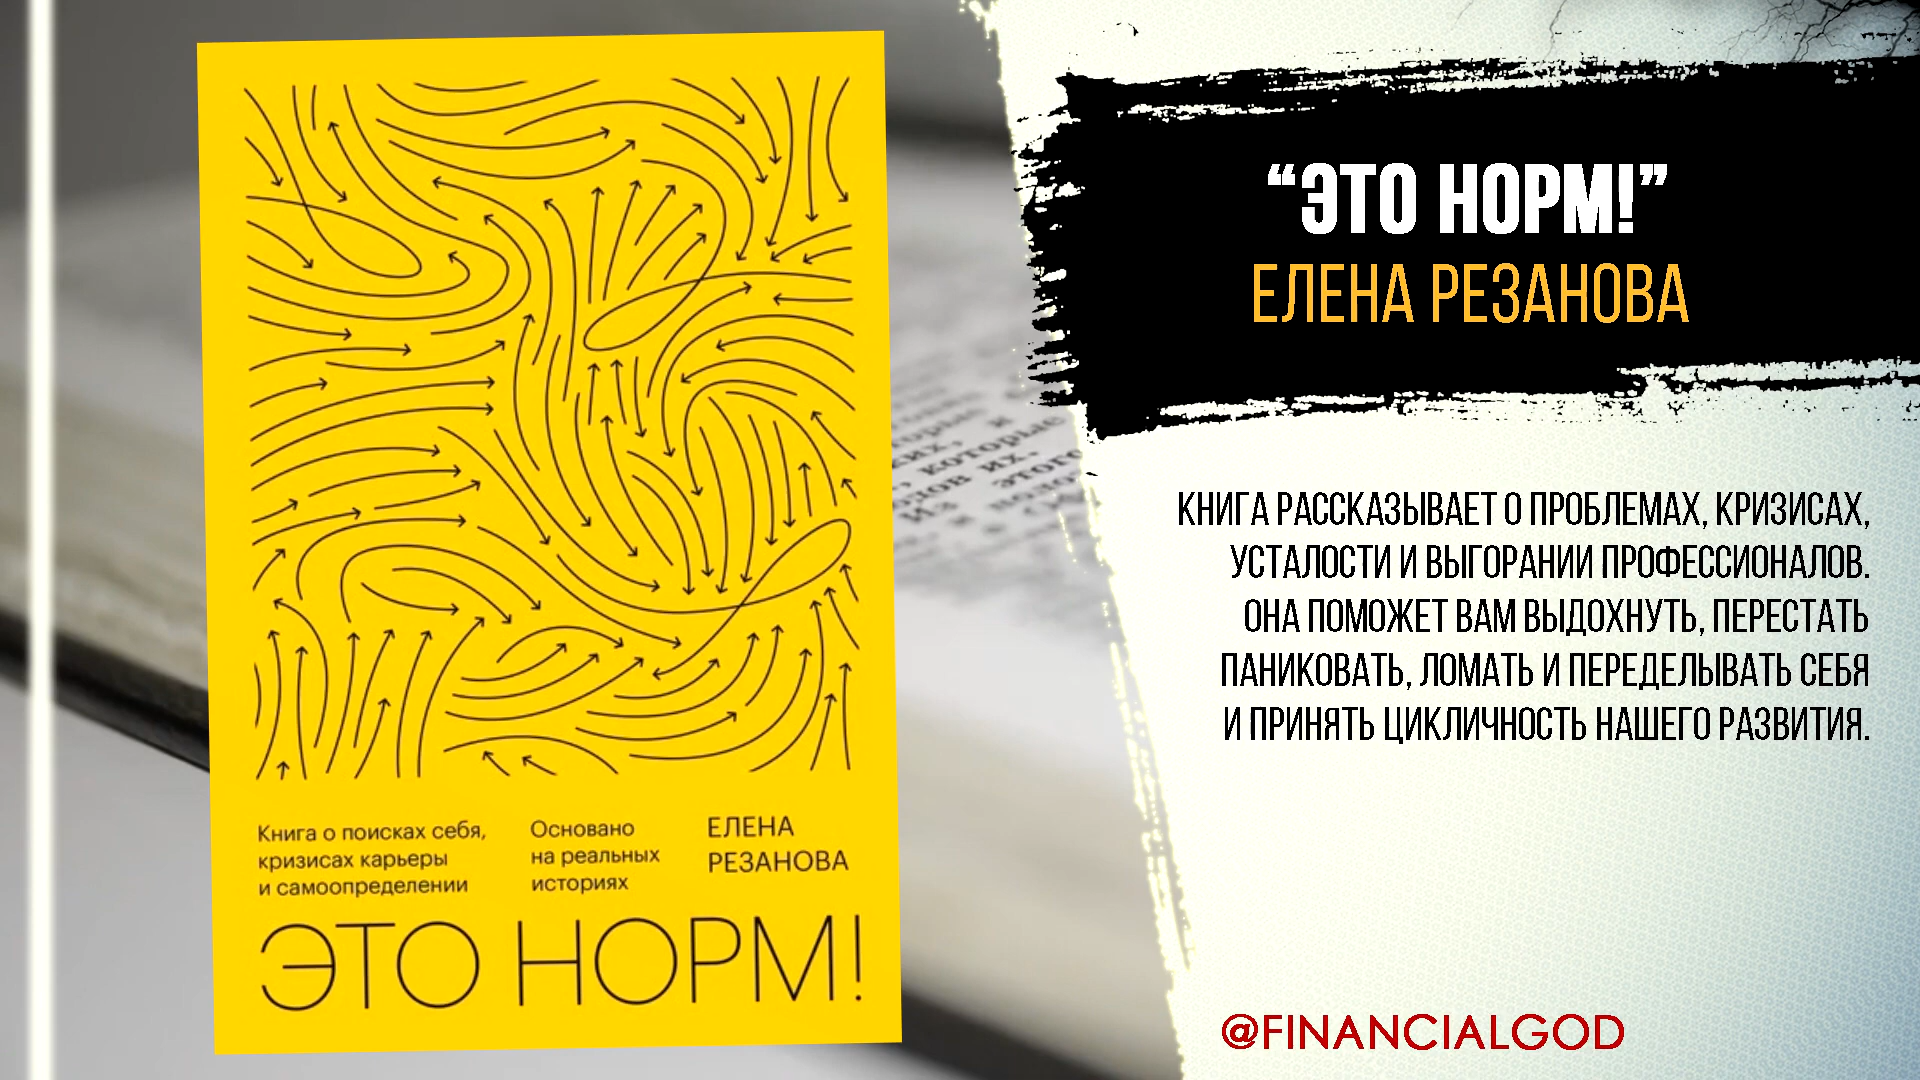 Книга о поисках себя,
кризисах карьеры
и самоопределении
Основано
на реальных
историях
ЕЛЕНА
РЕЗАНОВА
ЭТО НОРМ!
“ЭТО НОРМ!”
ЕЛЕНА РЕЗАНОВА
КНИГА РАССКАЗЫВАЕТ О ПРОБЛЕМАХ, КРИЗИСАХ,
УСТАЛОСТИ И ВЫГОРАНИИ ПРОФЕССИОНАЛОВ.
ОНА ПОМОЖЕТ ВАМ ВЫДОХНУТЬ, ПЕРЕСТАТЬ
ПАНИКОВАТЬ, ЛОМАТЬ И ПЕРЕДЕЛЫВАТЬ СЕБЯ
И ПРИНЯТЬ ЦИКЛИЧНОСТЬ НАШЕГО РАЗВИТИЯ.
@FINANCIALGOD